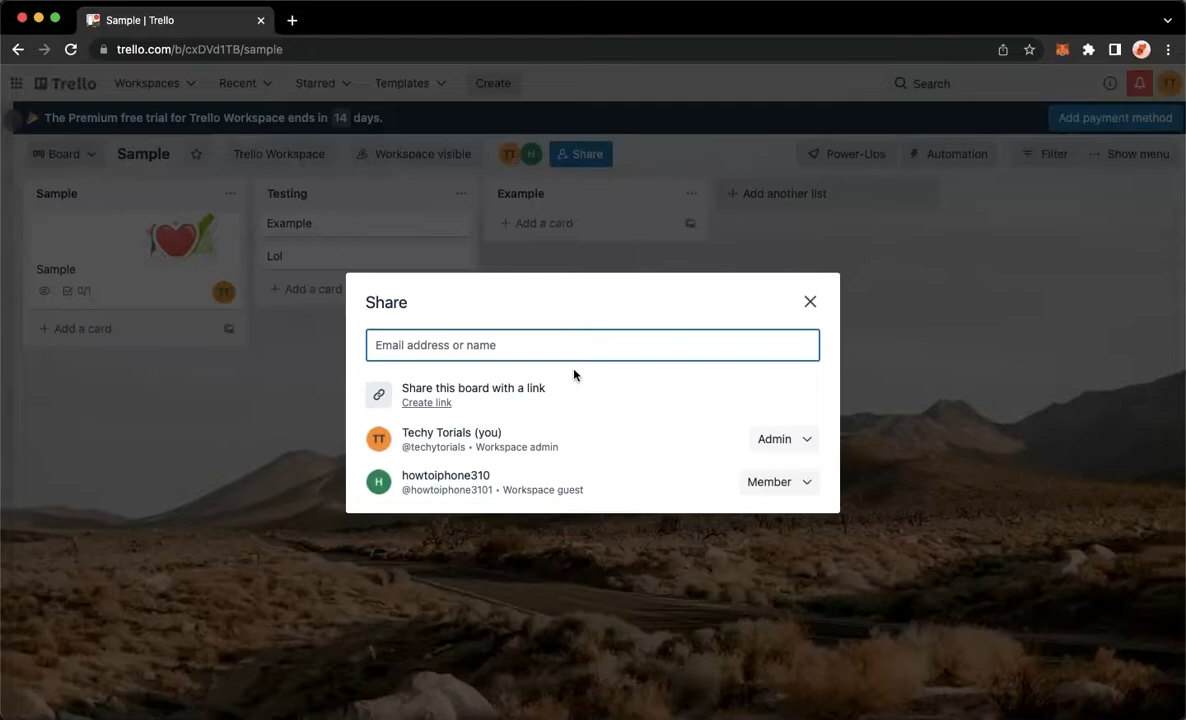 Sample | Trello
trello.com/b/cxDVd1TB/sample
Trello Workspaces Recent Starred Templates Create Search TT
The Premium free trial for Trello Workspace ends in 14 days. Add payment method
Board Sample Trello Workspace Workspace visible TT H Share Power-Ups Automation Filter Show menu
Sample Testing Example + Add another list
Example + Add a card
Lol
Sample
0/1 TT + Add a card
+ Add a card
Share
Email address or name
Share this board with a link
Create link
TT Techy Torials (you) Admin
@techytorials • Workspace admin
H howtoiphone310 Member
@howtoiphone3101 • Workspace guest